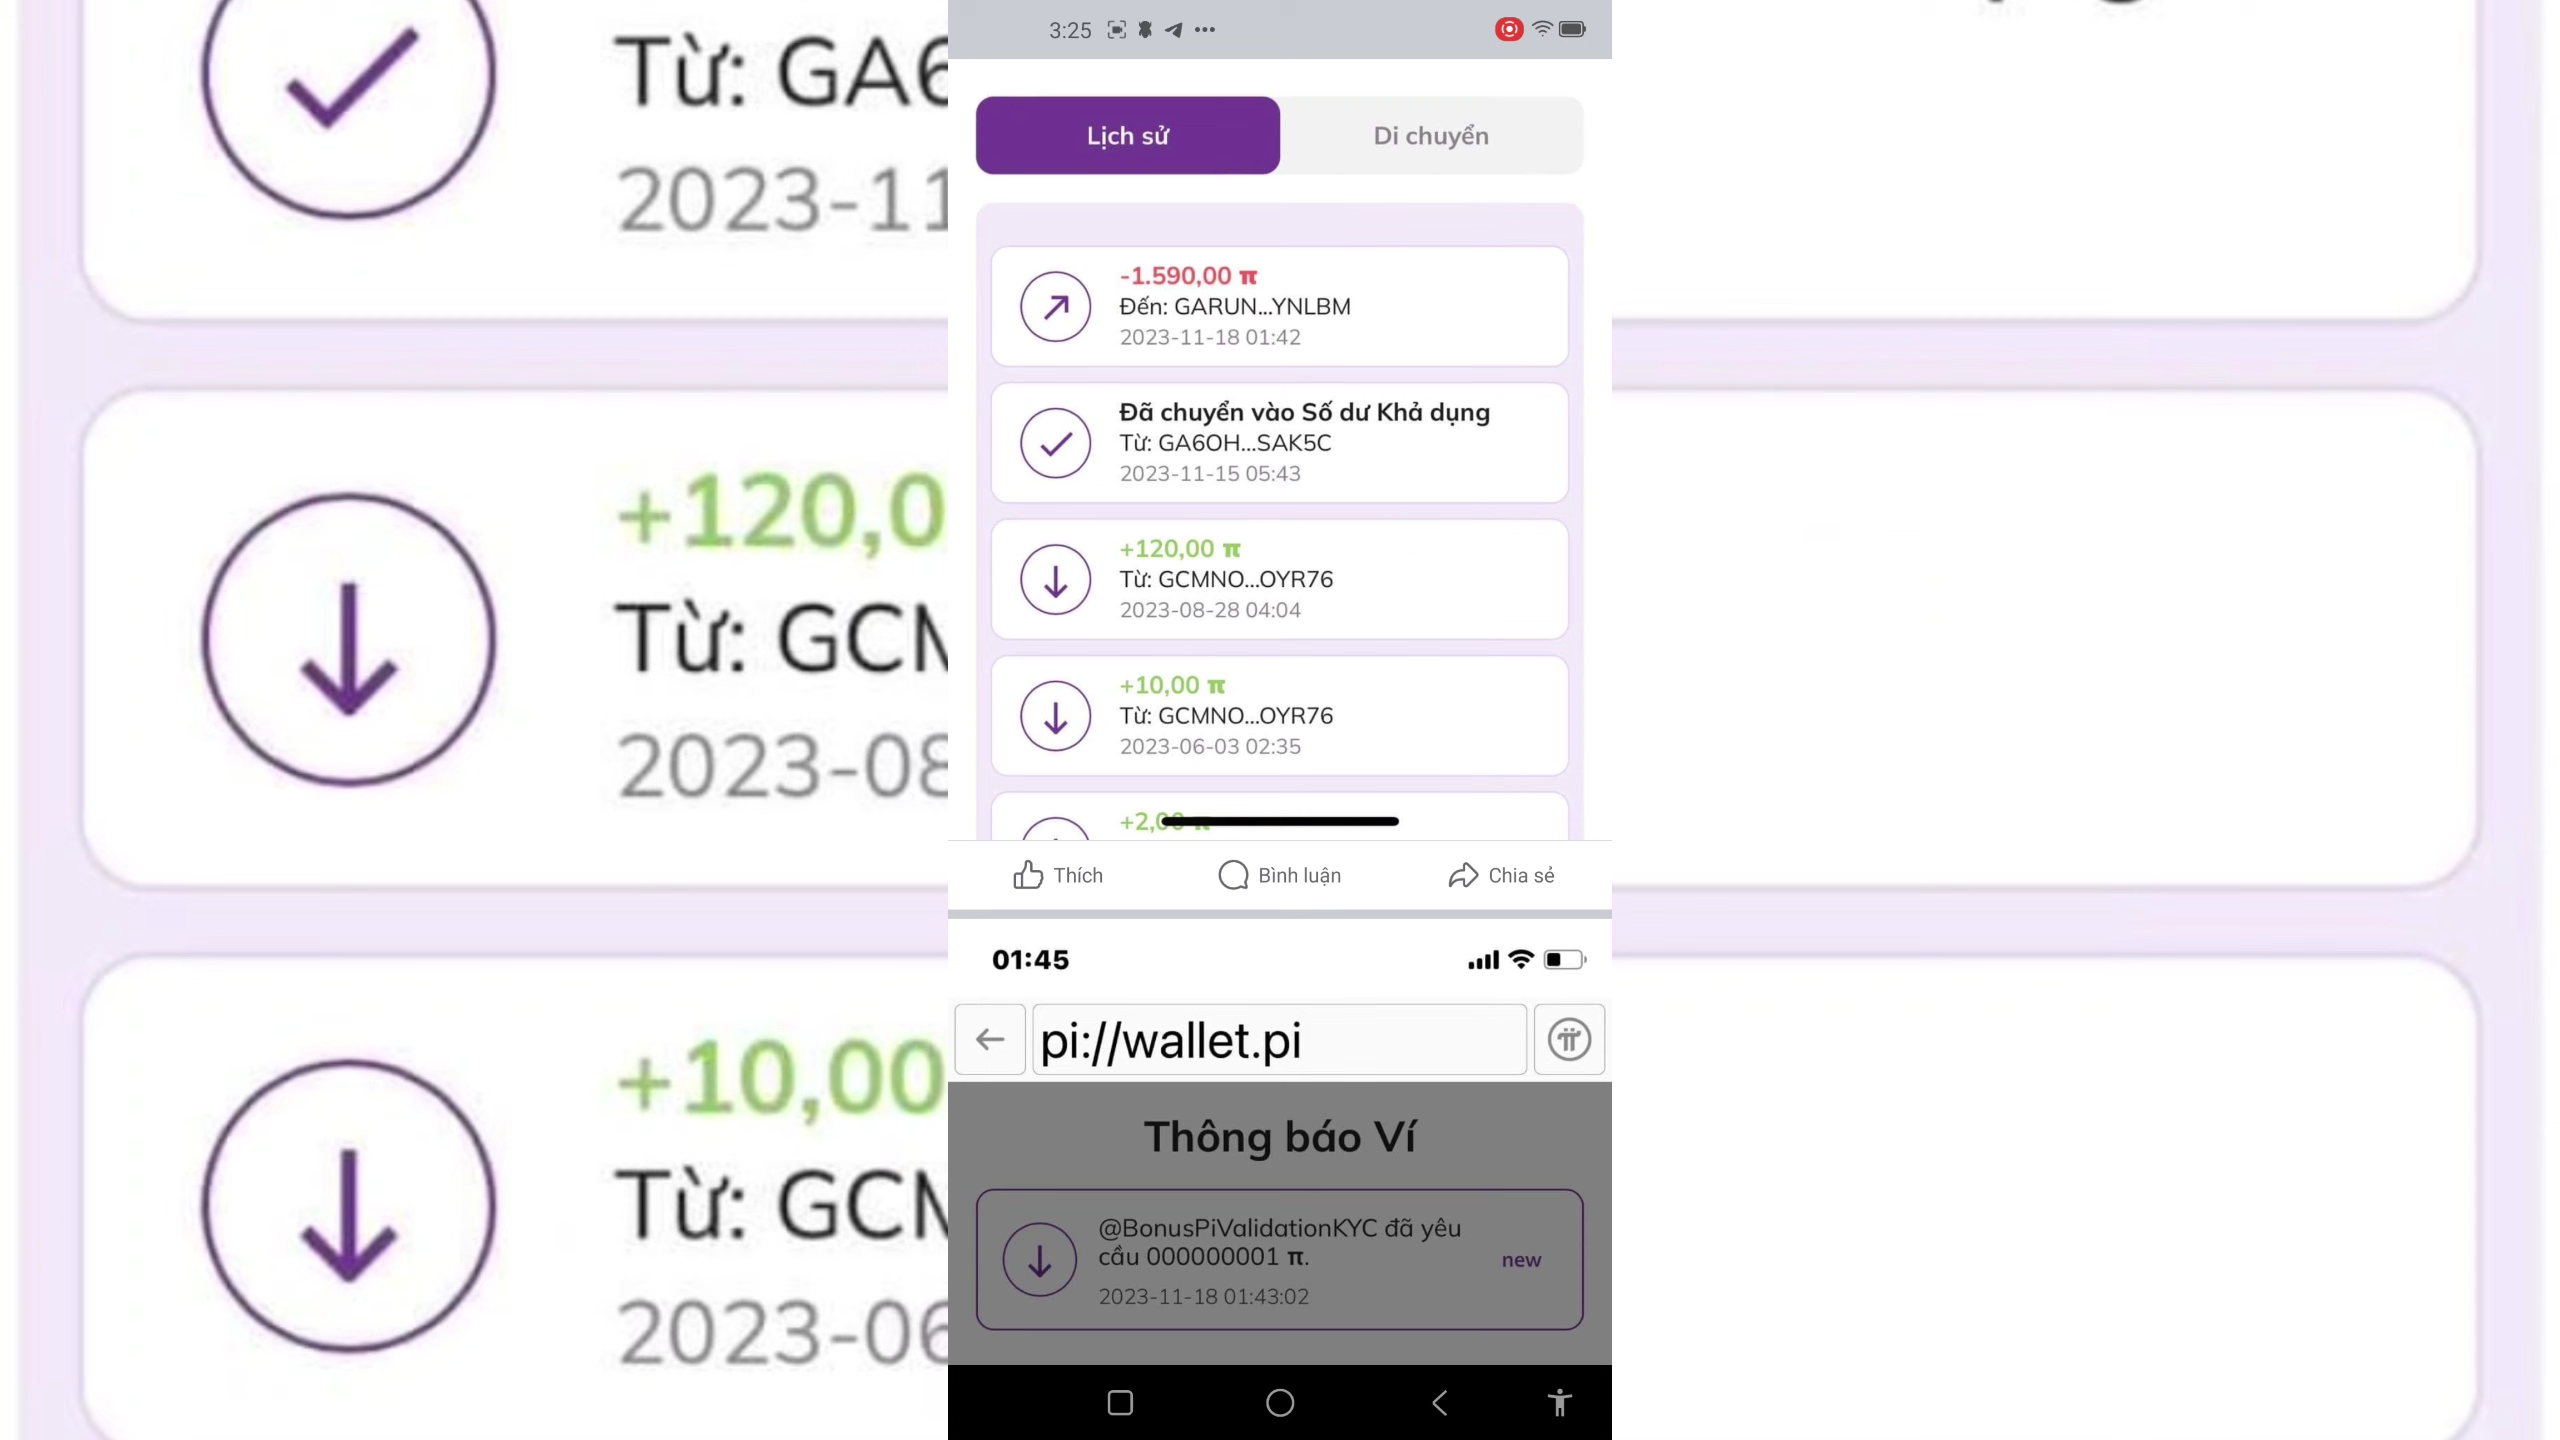 Từ: GA6
2023-11
+120,0
Từ: GCM
2023-08
+10,00
Từ: GCM
2023-06
3:25
Lịch sử
Di chuyển
-1.590,00 π
Đến: GARUN...YNLBM
2023-11-18 01:42
Đã chuyển vào Số dư Khả dụng
Từ: GA6OH...SAK5C
2023-11-15 05:43
+120,00 π
Từ: GCMNO...OYR76
2023-08-28 04:04
+10,00 π
Từ: GCMNO...OYR76
2023-06-03 02:35
+2,00 π
Thích
Bình luận
Chia sẻ
01:45
pi://wallet.pi
Thông báo Ví
@BonusPiValidationKYC đã yêu
cầu 000000001 π.
new
2023-11-18 01:43:02